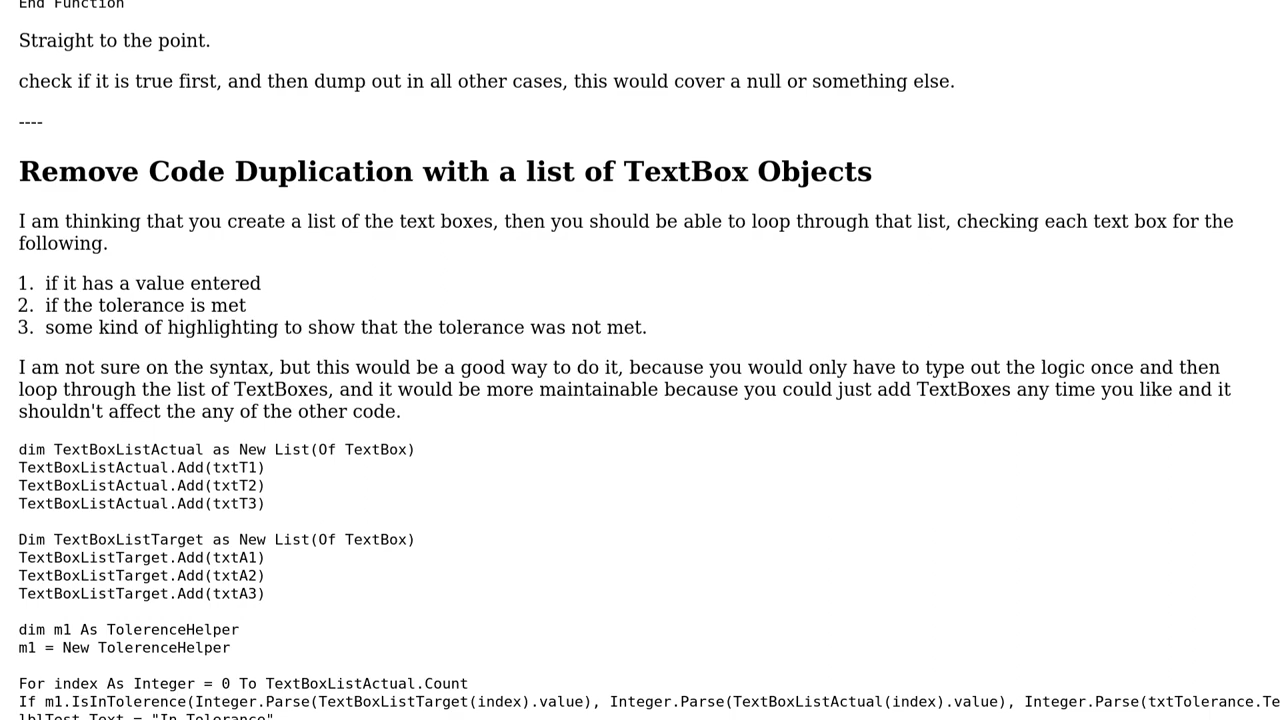 End Function
Straight to the point.
check if it is true first, and then dump out in all other cases, this would cover a null or something else.
----
Remove Code Duplication with a list of TextBox Objects
I am thinking that you create a list of the text boxes, then you should be able to loop through that list, checking each text box for the
following.
1. if it has a value entered
2. if the tolerance is met
3. some kind of highlighting to show that the tolerance was not met.
I am not sure on the syntax, but this would be a good way to do it, because you would only have to type out the logic once and then
loop through the list of TextBoxes, and it would be more maintainable because you could just add TextBoxes any time you like and it
shouldn't affect the any of the other code.
dim TextBoxListActual as New List(Of TextBox)
TextBoxListActual.Add(txtT1)
TextBoxListActual.Add(txtT2)
TextBoxListActual.Add(txtT3)
Dim TextBoxListTarget as New List(Of TextBox)
TextBoxListTarget.Add(txtA1)
TextBoxListTarget.Add(txtA2)
TextBoxListTarget.Add(txtA3)
dim m1 As TolerenceHelper
m1 = New TolerenceHelper
For index As Integer = 0 To TextBoxListActual.Count
If m1.IsInTolerence(Integer.Parse(TextBoxListTarget(index).value), Integer.Parse(TextBoxListActual(index).value), Integer.Parse(txtTolerance.Te
lblTest.Text = "In Tolerance"